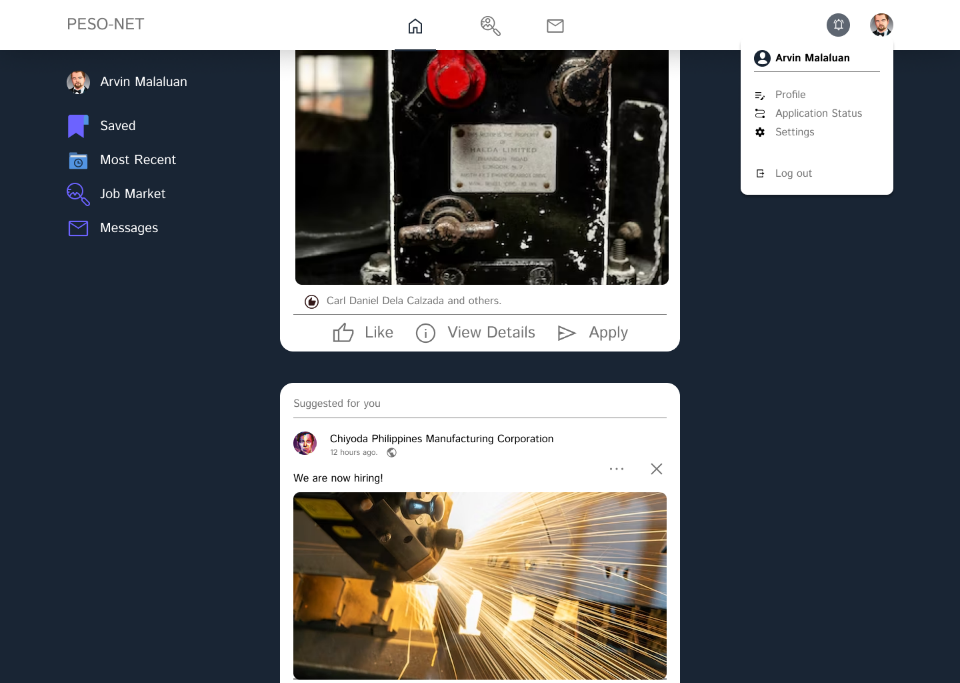 PESO-NET
Arvin Malaluan
Saved
Most Recent
Job Market
Messages
Arvin Malaluan
Profile
Application Status
Settings
Log out
HALDA LIMITED
Carl Daniel Dela Calzada and others.
Like
View Details
Apply
Suggested for you
Chiyoda Philippines Manufacturing Corporation
12 hours ago.
We are now hiring!